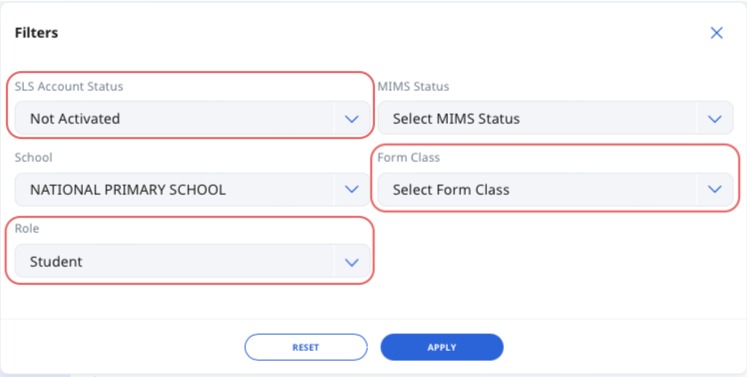 Filters
SLS Account Status
MIMS Status
Not Activated
Select MIMS Status
School
Form Class
NATIONAL PRIMARY SCHOOL
Select Form Class
Role
Student
RESET
APPLY